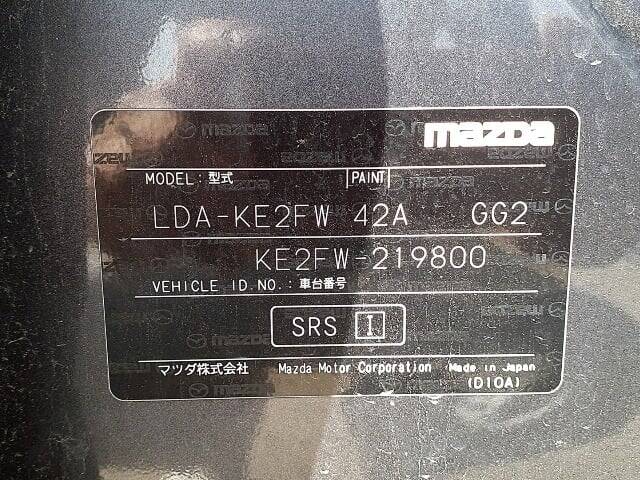 mazda
MODEL : 型式 PAINT
LDA-KE2FW 42A GG2
KE2FW-219800
VEHICLE ID.NO. : 車台番号
SRS I
マツダ株式会社 Mazda Motor Corporation Made in Japan
(D10A)